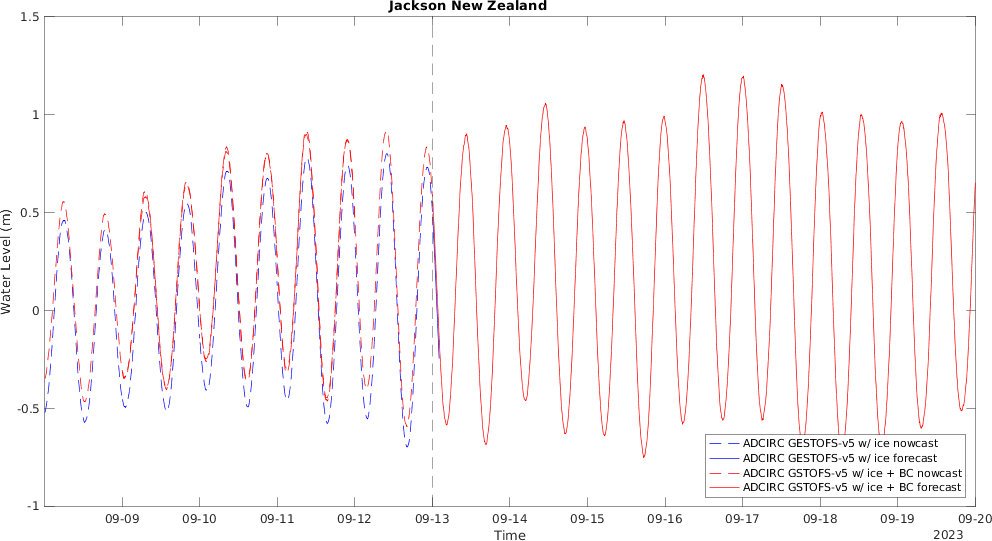 Jackson New Zealand
1.5
1
0.5
0
-0.5
-1
Water Level (m)
ADCIRC GESTOFS-v5 w/ ice nowcast
ADCIRC GESTOFS-v5 w/ ice forecast
ADCIRC GSTOFS-v5 w/ ice + BC nowcast
ADCIRC GSTOFS-v5 w/ ice + BC forecast
09-09 09-10 09-11 09-12 09-13 09-14 09-15 09-16 09-17 09-18 09-19 09-20
Time
2023